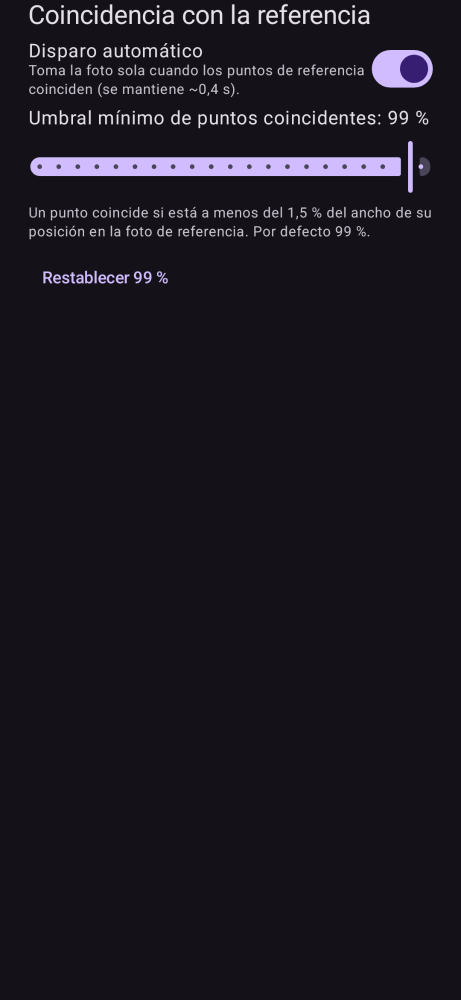 Coincidencia con la referencia
Disparo automático
Toma la foto sola cuando los puntos de referencia
coinciden (se mantiene ~0,4 s).
Umbral mínimo de puntos coincidentes: 99 %
Un punto coincide si está a menos del 1,5 % del ancho de su
posición en la foto de referencia. Por defecto 99 %.
Restablecer 99 %